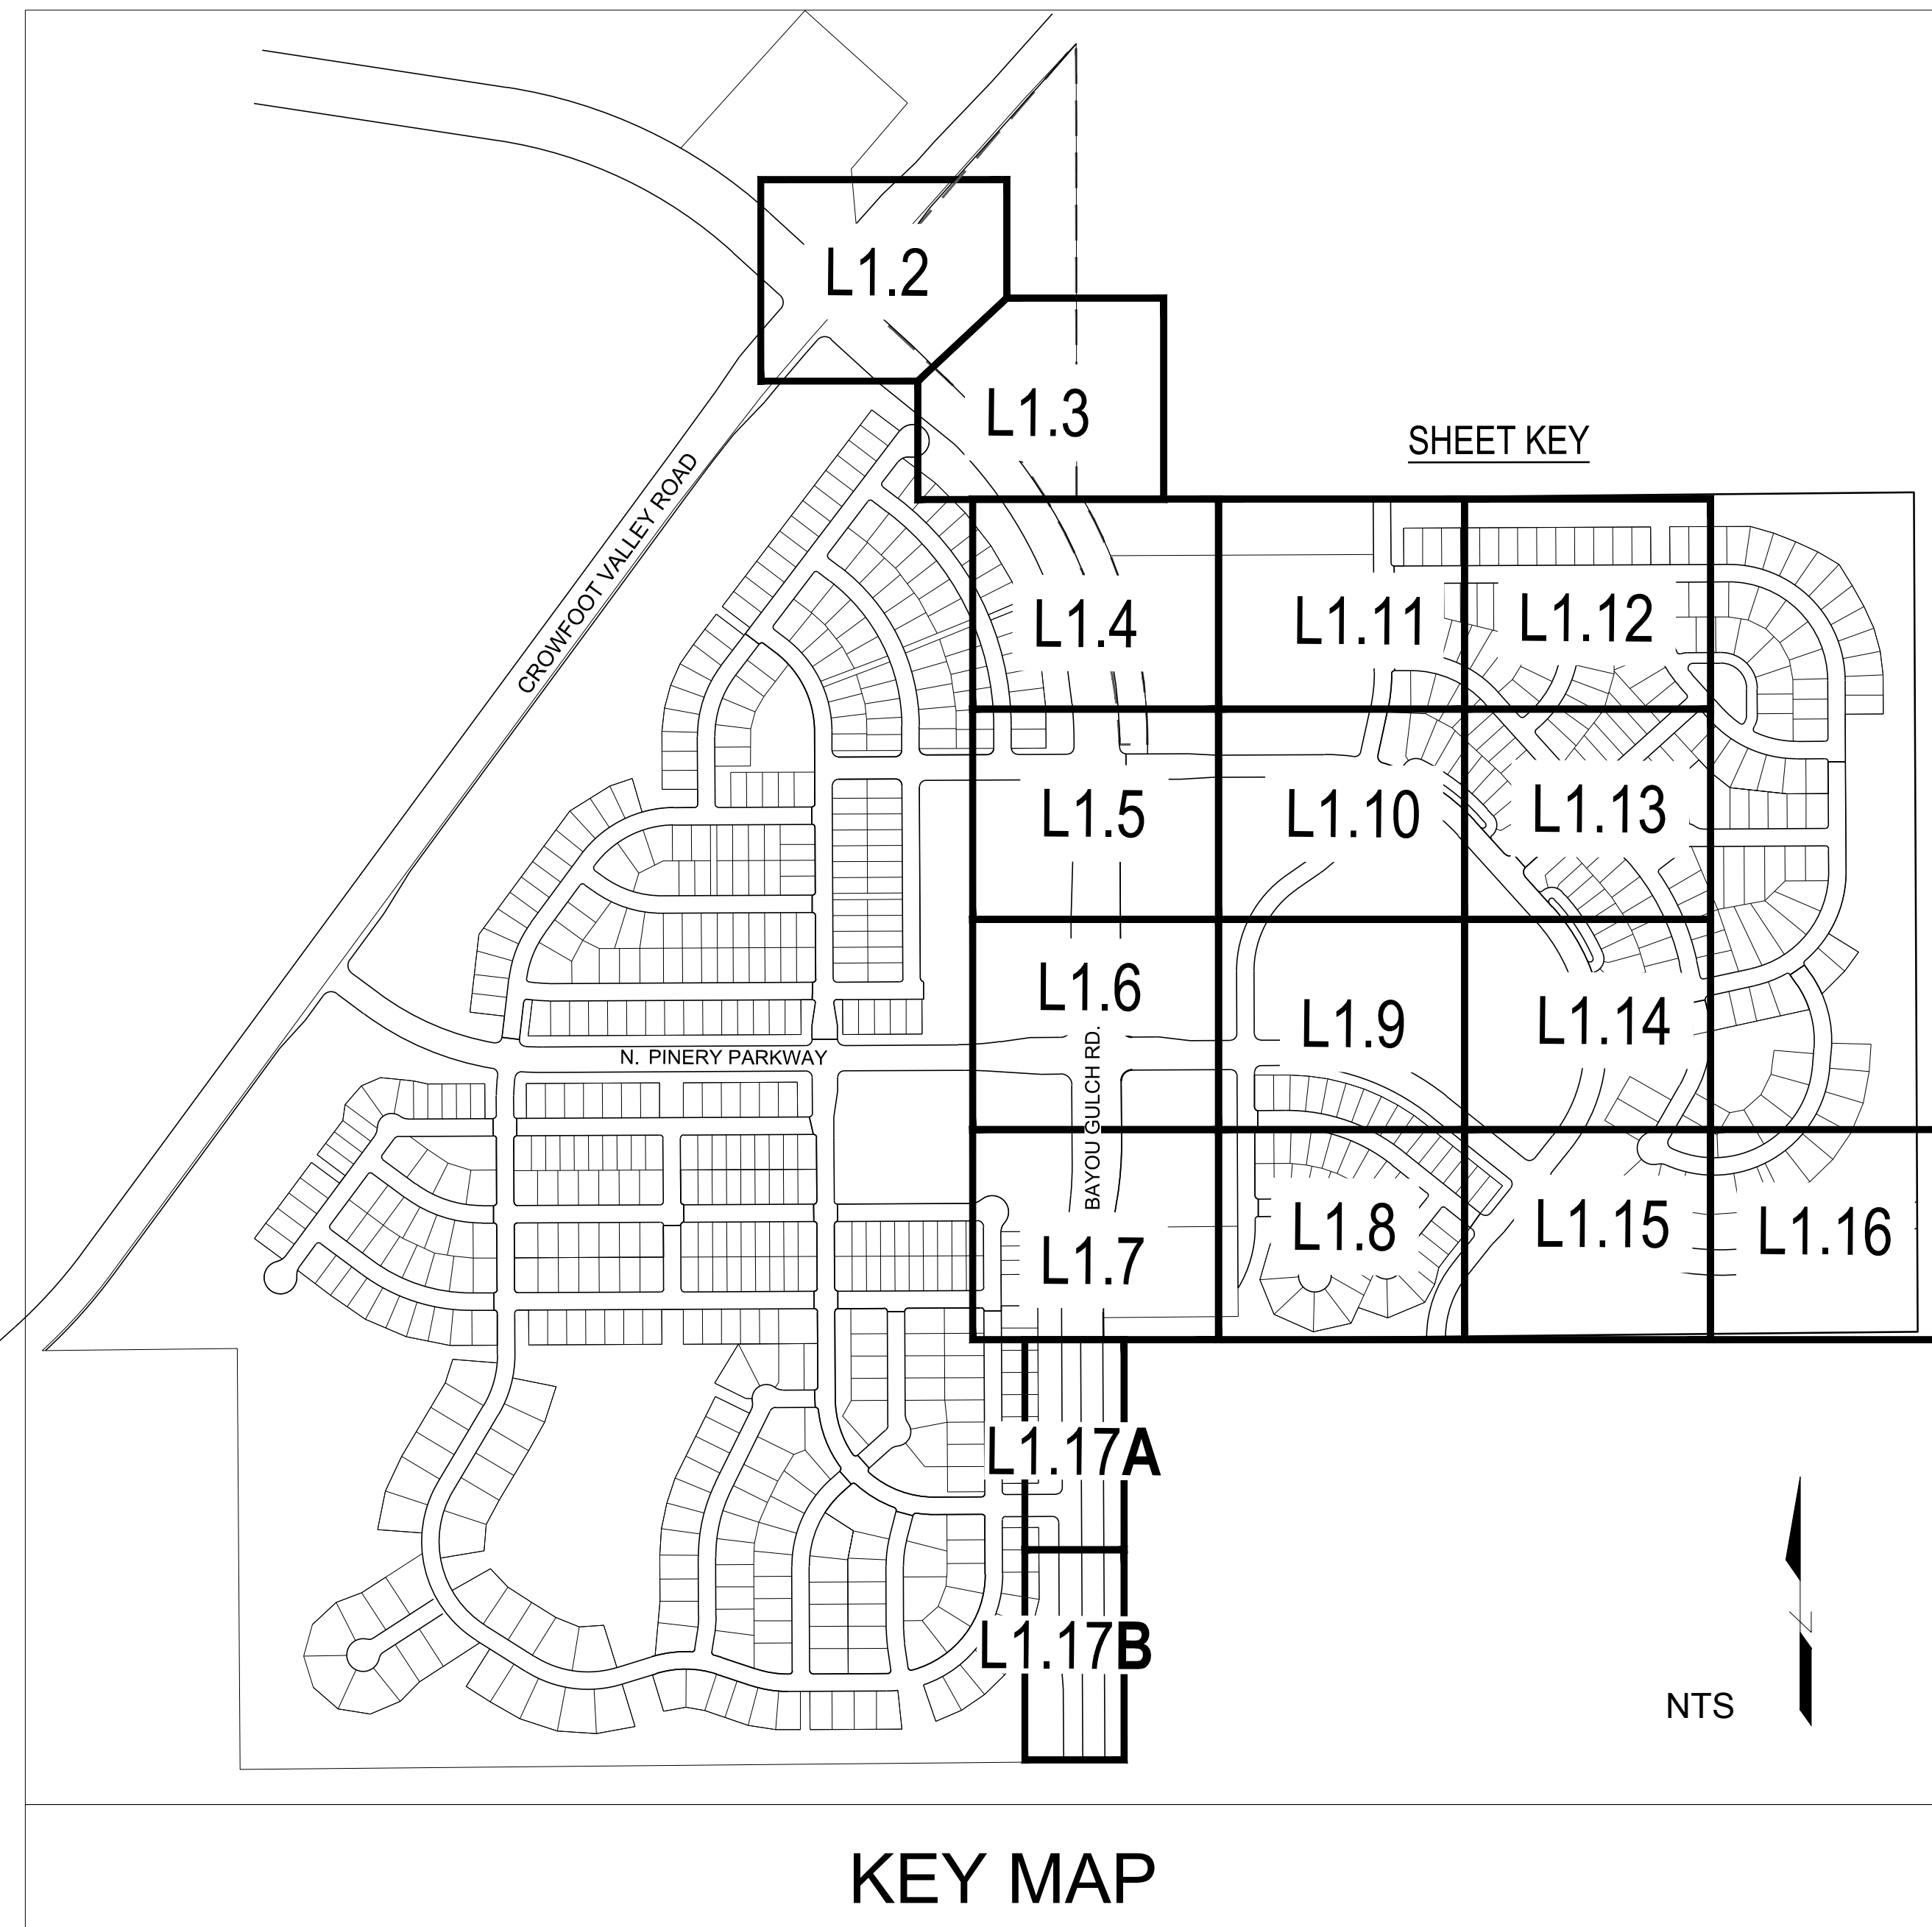 L1.2
L1.3
SHEET KEY
CROWFOOT VALLEY ROAD
L1.4
L1.11
L1.12
L1.5
L1.10
L1.13
L1.6
L1.9
L1.14
N. PINERY PARKWAY
BAYOU GULCH RD.
L1.7
L1.8
L1.15
L1.16
L1.17A
L1.17B
NTS
KEY MAP